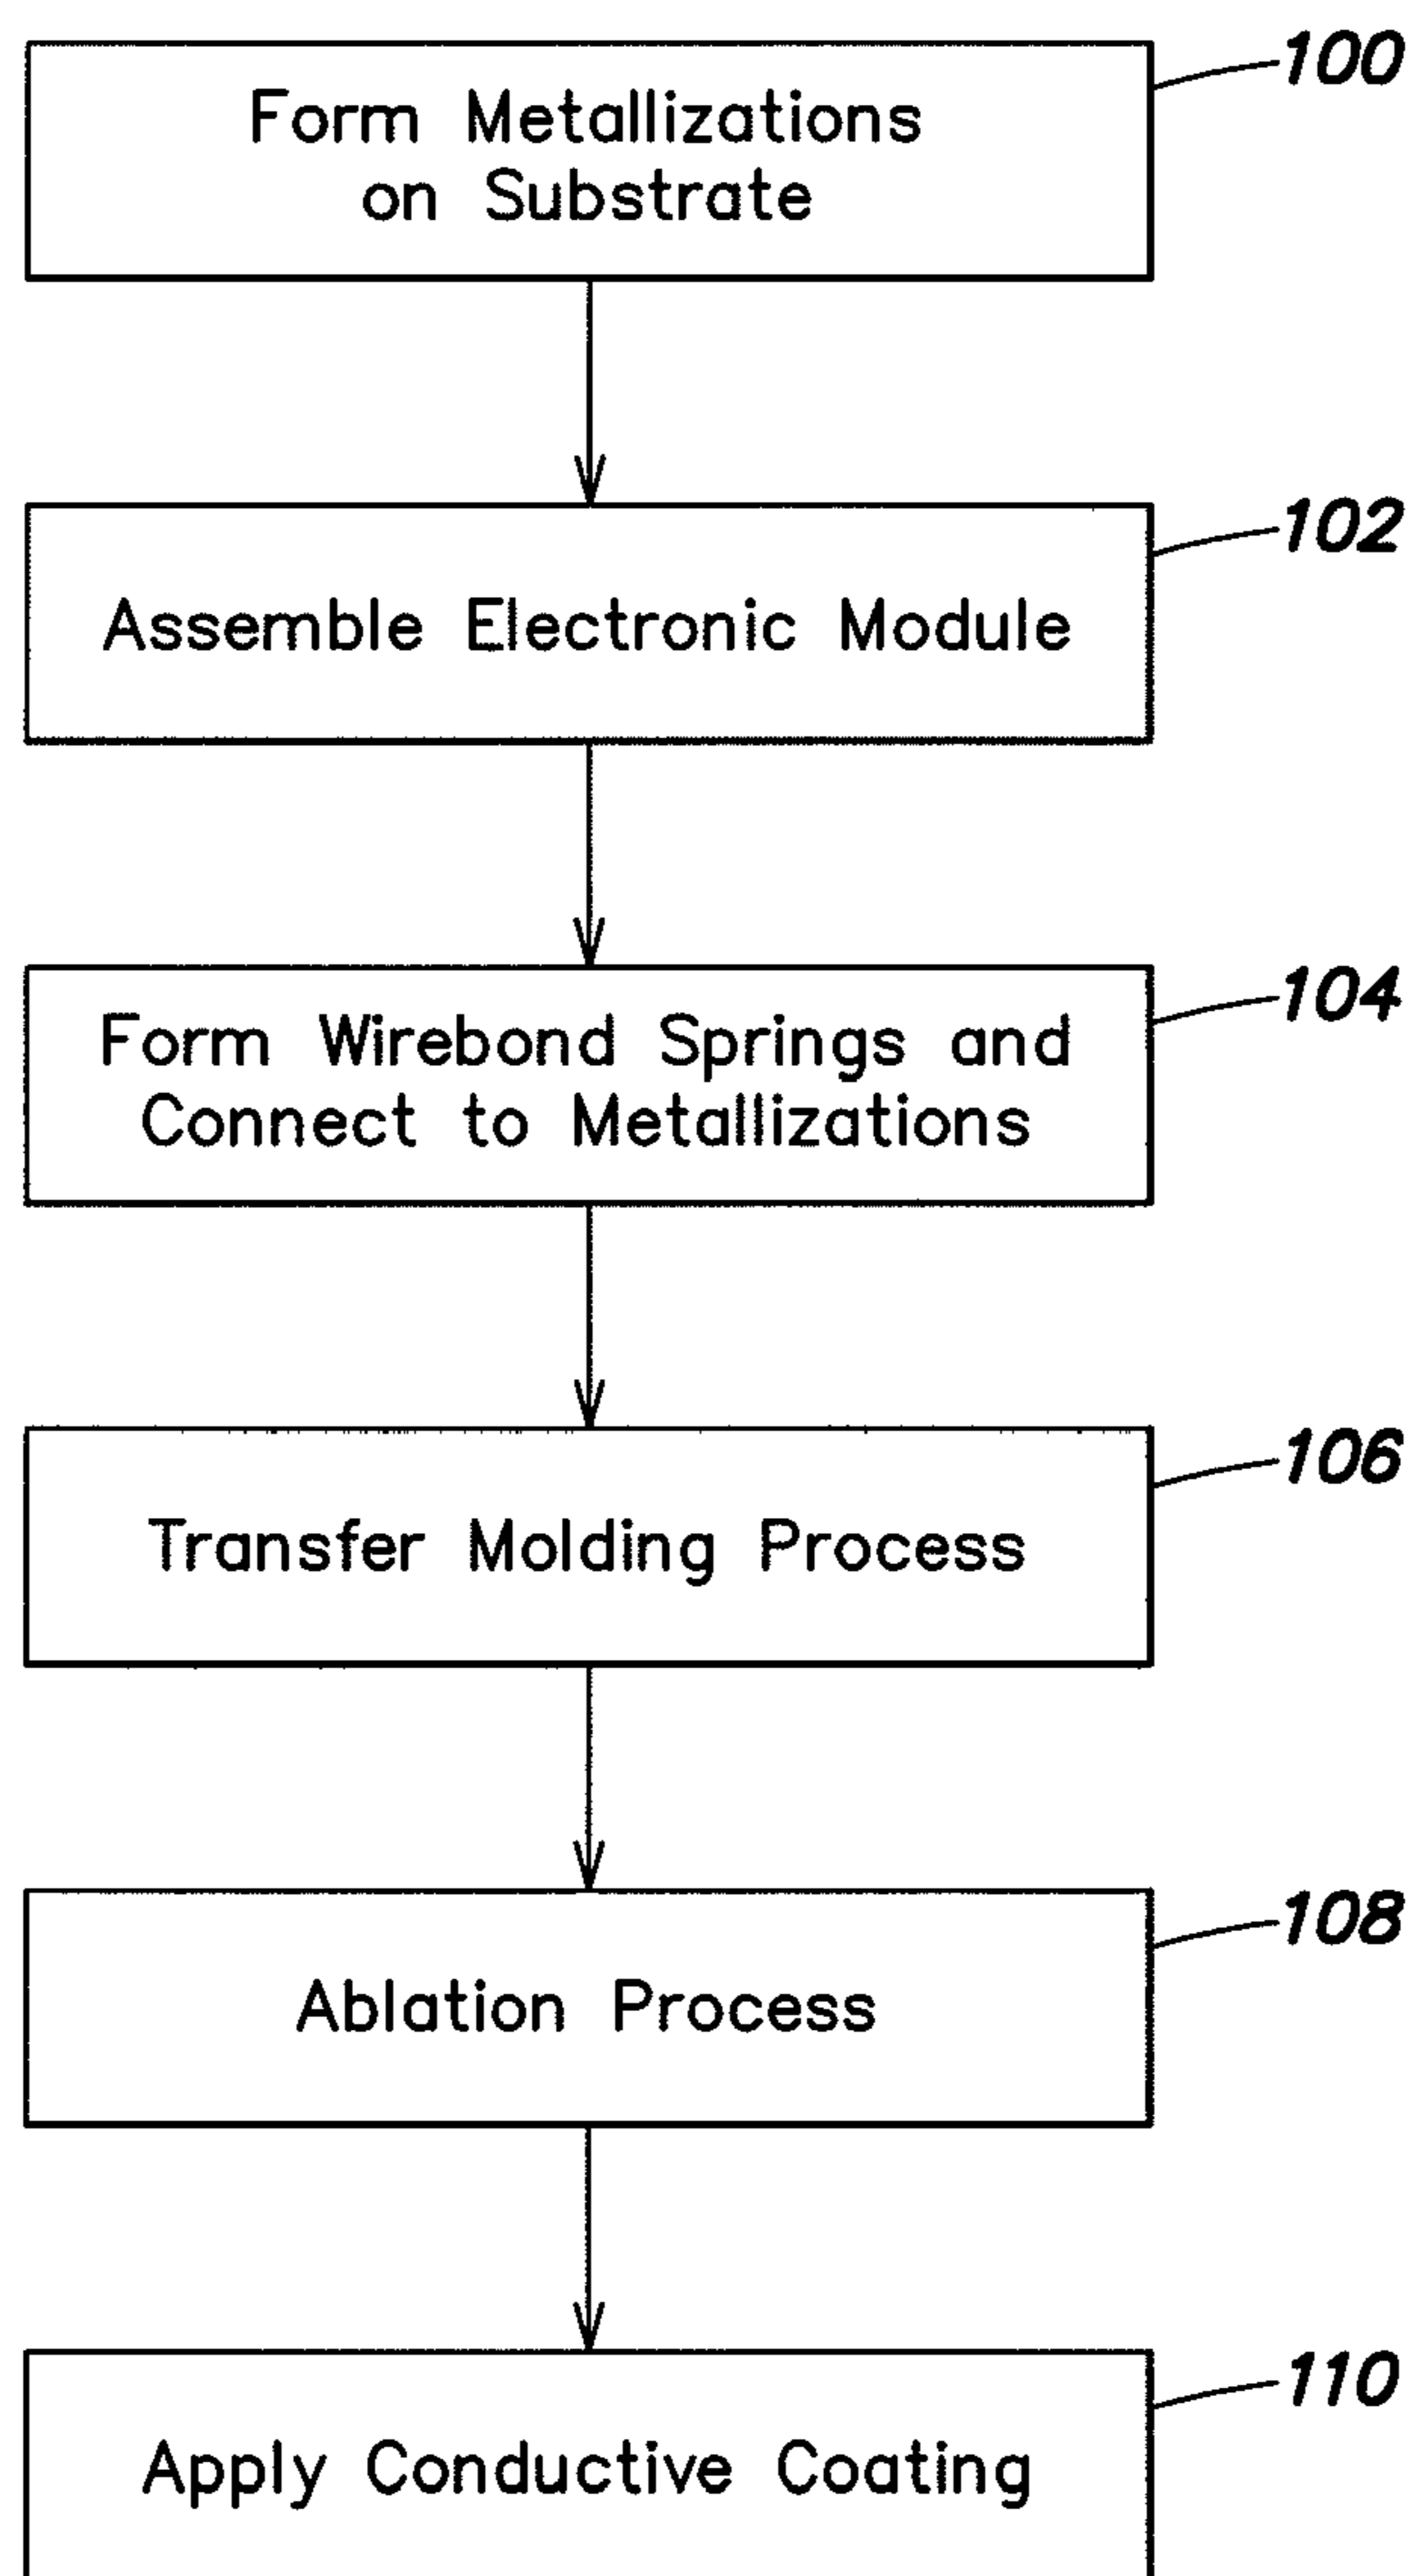 100
Form Metallizations
on Substrate
102
Assemble Electronic Module
104
Form Wirebond Springs and
Connect to Metallizations
106
Transfer Molding Process
108
Ablation Process
110
Apply Conductive Coating